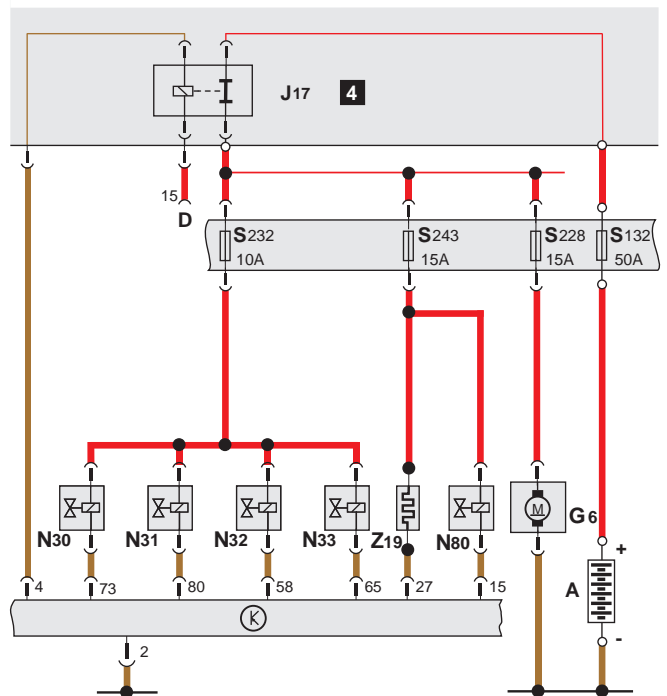 J17 4
15
D
S232 S243 S228 S132
10A 15A 15A 50A
M
G6
N30 N31 N32 N33 Z19 N80
+
A
-
4 73 80 58 65 27 15
K
2